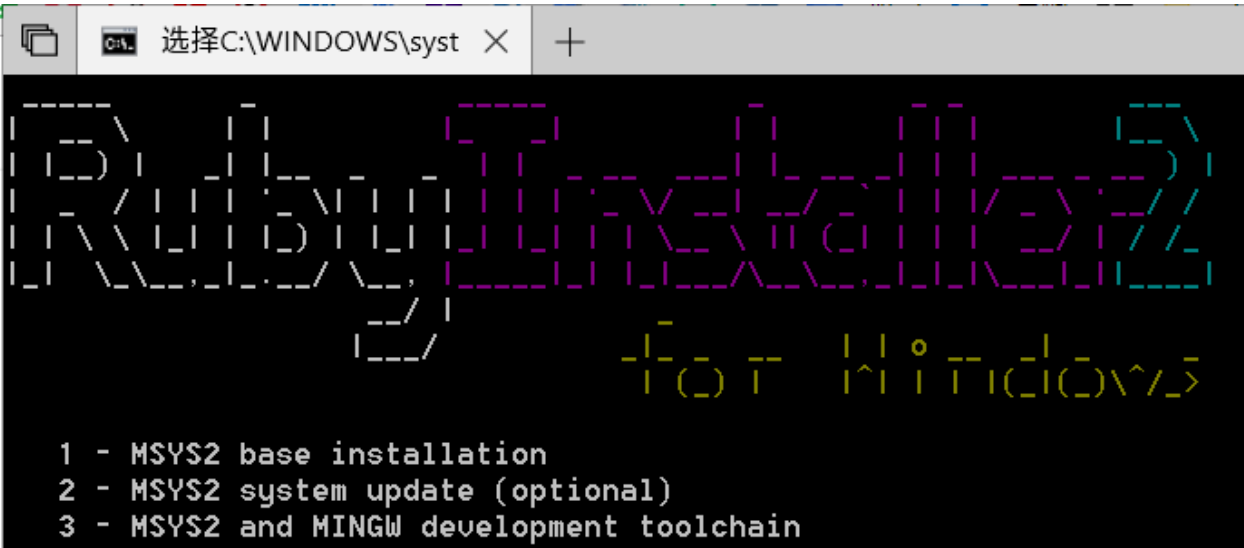 选择C:\WINDOWS\syst
RubyInstaller2
for Windows
1 - MSYS2 base installation
2 - MSYS2 system update (optional)
3 - MSYS2 and MINGW development toolchain